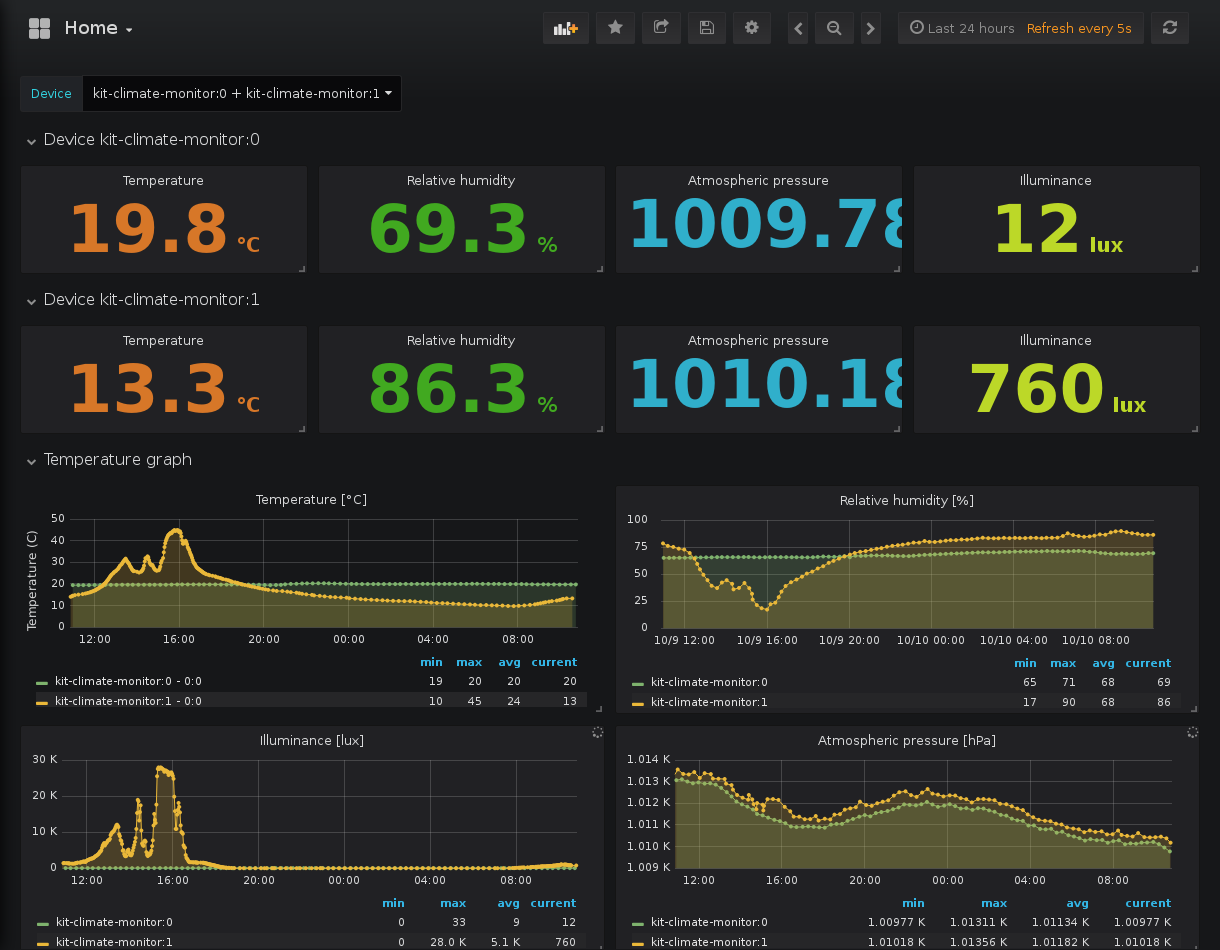 Home
Last 24 hours Refresh every 5s
Device kit-climate-monitor:0 + kit-climate-monitor:1
Device kit-climate-monitor:0
Temperature Relative humidity Atmospheric pressure Illuminance
19.8 °C 69.3 % 1009.78 12 lux
Device kit-climate-monitor:1
Temperature Relative humidity Atmospheric pressure Illuminance
13.3 °C 86.3 % 1010.18 760 lux
Temperature graph
Temperature [°C]
Temperature (C)
50
40
30
20
10
0
12:00 16:00 20:00 00:00 04:00 08:00
min max avg current
kit-climate-monitor:0 - 0:0 19 20 20 20
kit-climate-monitor:1 - 0:0 10 45 24 13
Relative humidity [%]
100
75
50
25
0
10/9 12:00 10/9 16:00 10/9 20:00 10/10 00:00 10/10 04:00 10/10 08:00
min max avg current
kit-climate-monitor:0 65 71 68 69
kit-climate-monitor:1 17 90 68 86
Illuminance [lux]
30 K
20 K
10 K
0
12:00 16:00 20:00 00:00 04:00 08:00
min max avg current
kit-climate-monitor:0 0 33 9 12
kit-climate-monitor:1 0 28.0 K 5.1 K 760
Atmospheric pressure [hPa]
1.014 K
1.013 K
1.012 K
1.011 K
1.010 K
1.009 K
12:00 16:00 20:00 00:00 04:00 08:00
min max avg current
kit-climate-monitor:0 1.00977 K 1.01311 K 1.01134 K 1.00977 K
kit-climate-monitor:1 1.01018 K 1.01356 K 1.01182 K 1.01018 K